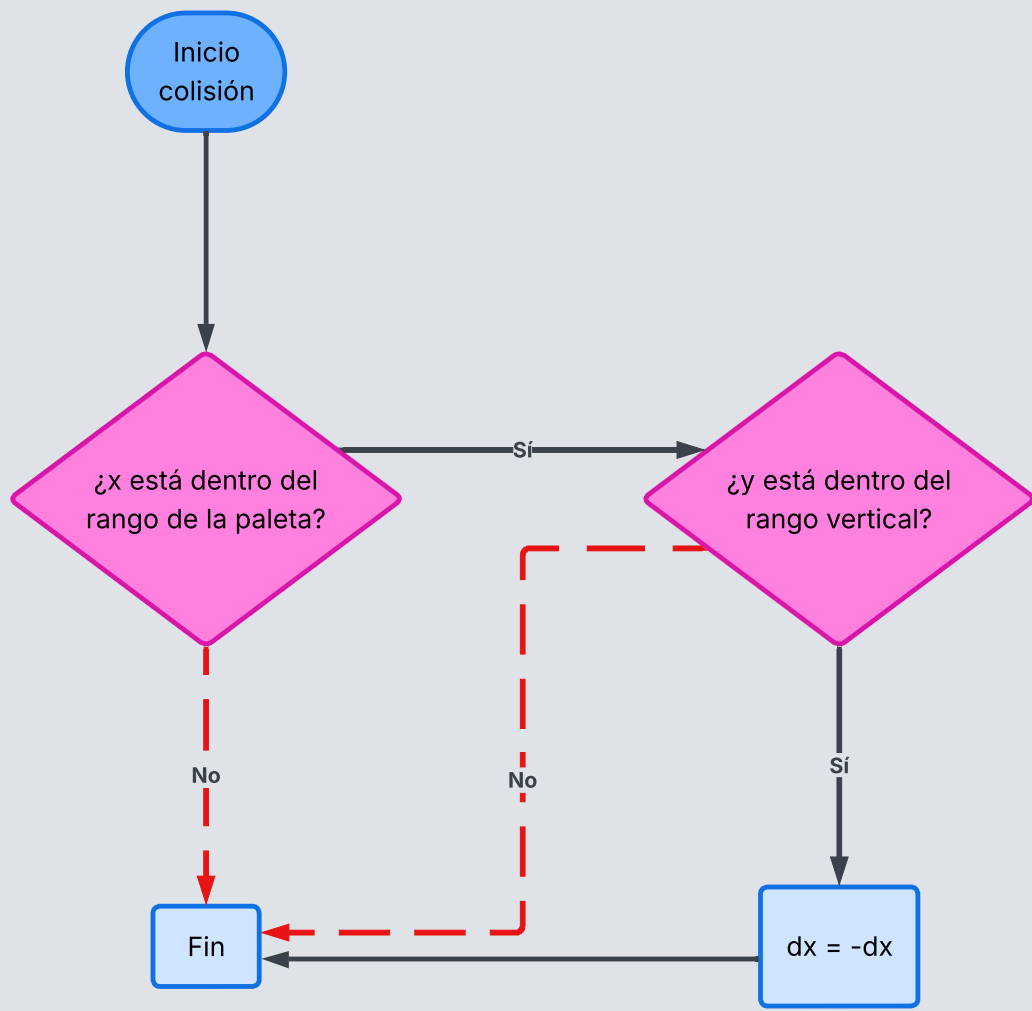 Inicio
colisión
¿x está dentro del
rango de la paleta?
Sí
¿y está dentro del
rango vertical?
No
No
Sí
Fin
dx = -dx